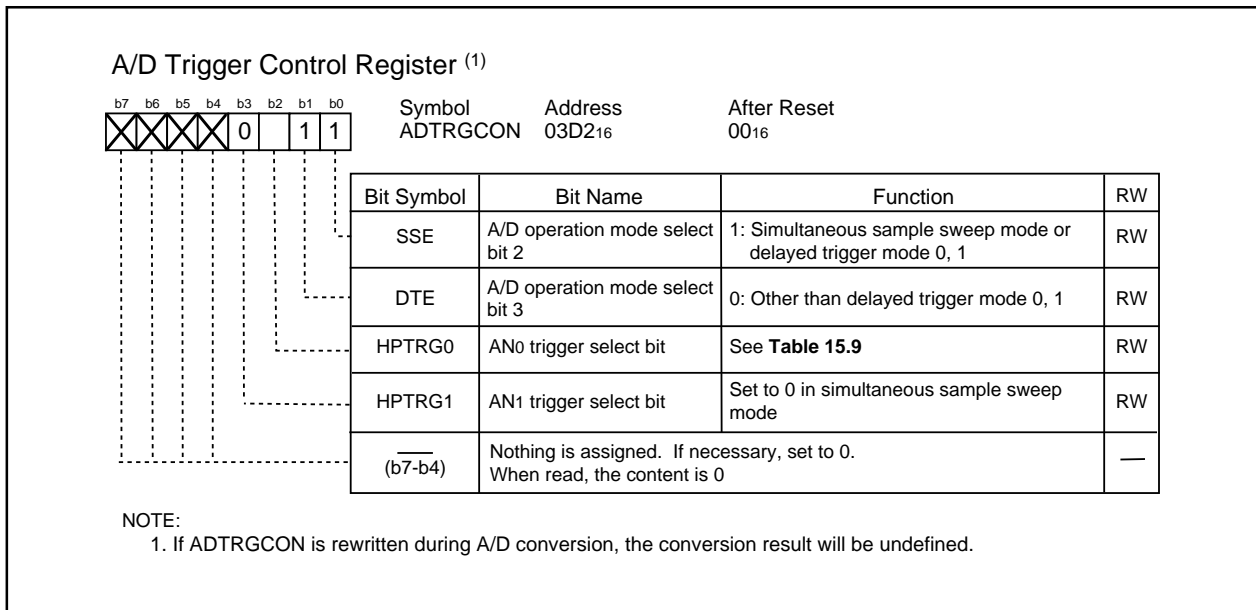 A/D Trigger Control Register (1)
b7 b6 b5 b4 b3 b2 b1 b0
0 1 1
Symbol Address After Reset
ADTRGCON 03D216 0016
Bit Symbol Bit Name Function RW
SSE A/D operation mode select bit 2 1: Simultaneous sample sweep mode or delayed trigger mode 0, 1 RW
DTE A/D operation mode select bit 3 0: Other than delayed trigger mode 0, 1 RW
HPTRG0 AN0 trigger select bit See Table 15.9 RW
HPTRG1 AN1 trigger select bit Set to 0 in simultaneous sample sweep mode RW
(b7-b4) Nothing is assigned. If necessary, set to 0. When read, the content is 0 —
NOTE:
1. If ADTRGCON is rewritten during A/D conversion, the conversion result will be undefined.